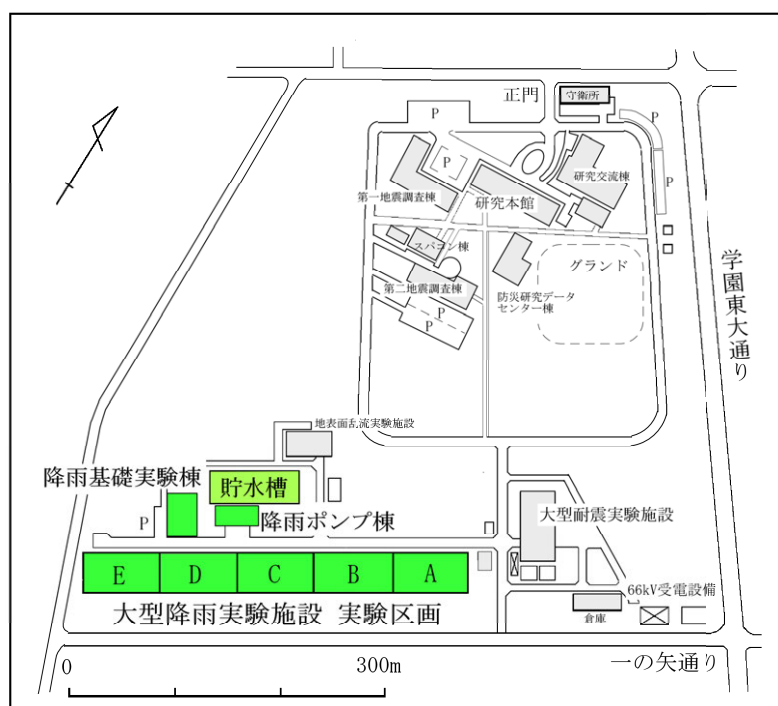 正門
守衛所
P
P
P
P
研究交流棟
第一地震調査棟
研究本館
スパコン棟
グランド
第二地震調査棟
防災研究データ
センター棟
P
学園東大通り
地表面乱流実験施設
降雨基礎実験棟
貯水槽
P
降雨ポンプ棟
大型耐震実験施設
E D C B A
大型降雨実験施設 実験区画
66kV受電設備
倉庫
0 300m
一の矢通り